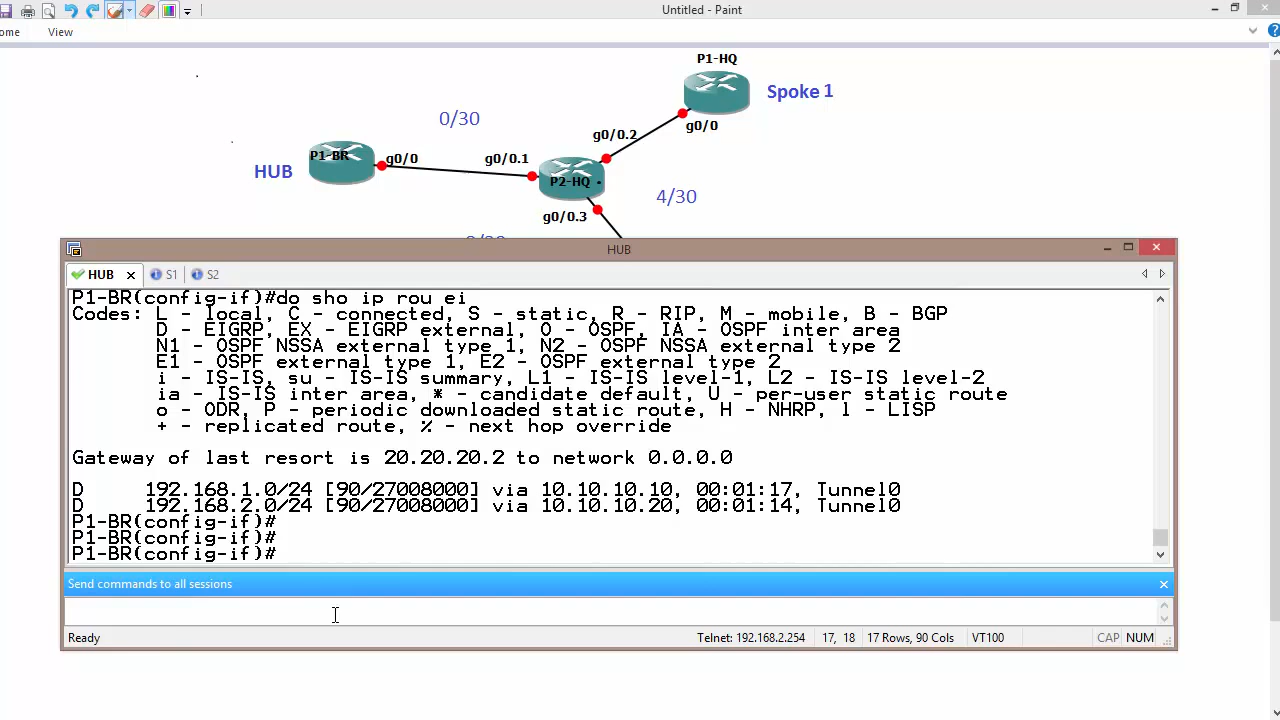 Untitled - Paint
ome View
P1-HQ
Spoke 1
0/30
g0/0.2
g0/0
P1-BR
g0/0
g0/0.1
HUB
P2-HQ
4/30
g0/0.3
HUB
HUB S1 S2
P1-BR(config-if)#do sho ip rou ei
Codes: L - local, C - connected, S - static, R - RIP, M - mobile, B - BGP
D - EIGRP, EX - EIGRP external, O - OSPF, IA - OSPF inter area
N1 - OSPF NSSA external type 1, N2 - OSPF NSSA external type 2
E1 - OSPF external type 1, E2 - OSPF external type 2
i - IS-IS, su - IS-IS summary, L1 - IS-IS level-1, L2 - IS-IS level-2
ia - IS-IS inter area, * - candidate default, U - per-user static route
o - ODR, P - periodic downloaded static route, H - NHRP, l - LISP
+ - replicated route, % - next hop override
Gateway of last resort is 20.20.20.2 to network 0.0.0.0
D 192.168.1.0/24 [90/27008000] via 10.10.10.10, 00:01:17, Tunnel0
D 192.168.2.0/24 [90/27008000] via 10.10.10.20, 00:01:14, Tunnel0
P1-BR(config-if)#
P1-BR(config-if)#
P1-BR(config-if)#
Send commands to all sessions
Ready Telnet: 192.168.2.254 17, 18 17 Rows, 90 Cols VT100 CAP NUM